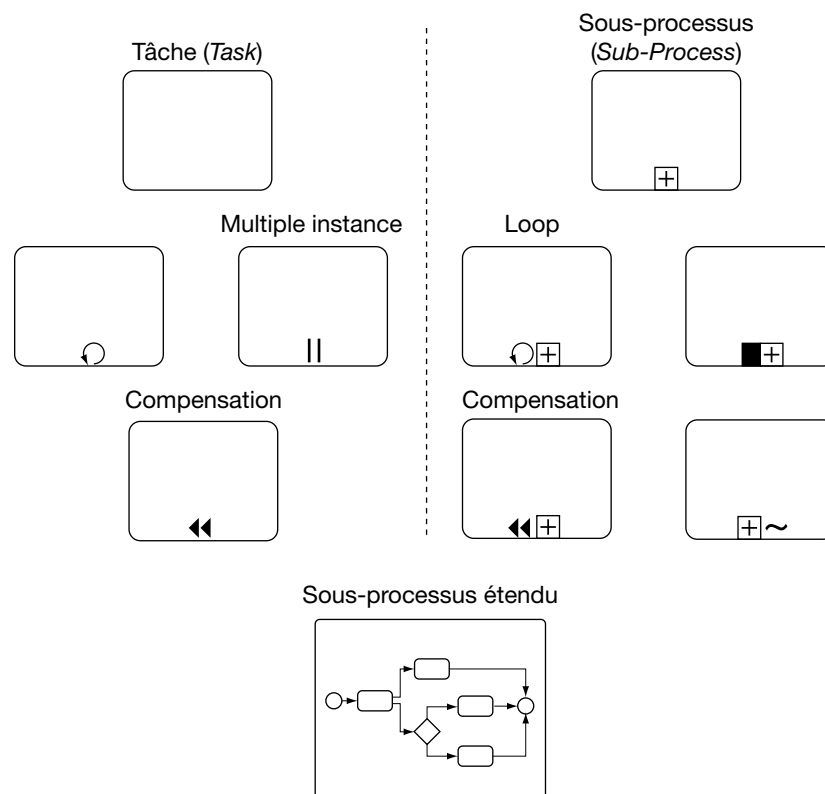 Tâche (Task)
Sous-processus
(Sub-Process)
Multiple instance
Loop
Compensation
Compensation
Sous-processus étendu